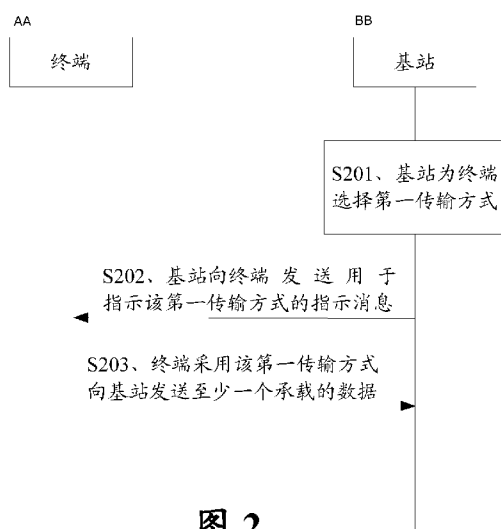 AA
BB
终端
基站
S201、基站为终端
选择第一传输方式
S202、基站向终端发送用于
指示该第一传输方式的指示消息
S203、终端采用该第一传输方式
向基站发送至少一个承载的数据
图 2